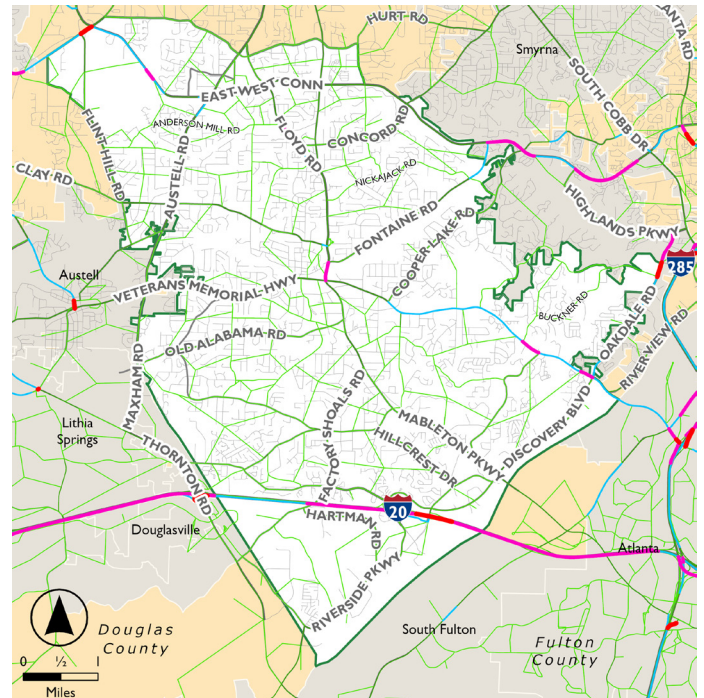 HURT RD
ANTA RD
Smyrna
SOUTH COBB DR
EAST-WEST CONN
ANDERSON MILL RD
FLOYD RD
CONCORD RD
FLINT HILL RD
CLAY RD
AUSTELL RD
NICKAJACK RD
FONTAINE RD
COOPER LAKE RD
HIGHLANDS PKWY
285
Austell
VETERANS MEMORIAL HWY
BUCKNER RD
OAKDALE RD
RIVER VIEW RD
OLD ALABAMA RD
MAXHAM RD
FACTORY SHOALS RD
Lithia
Springs
MABLETON PKWY
DISCOVERY BLVD
HILLCREST DR
THORNTON RD
20
HARTMAN RD
Douglasville
Atlanta
RIVERSIDE PKWY
Douglas
County
South Fulton
Fulton
County
0 ½ 1
Miles